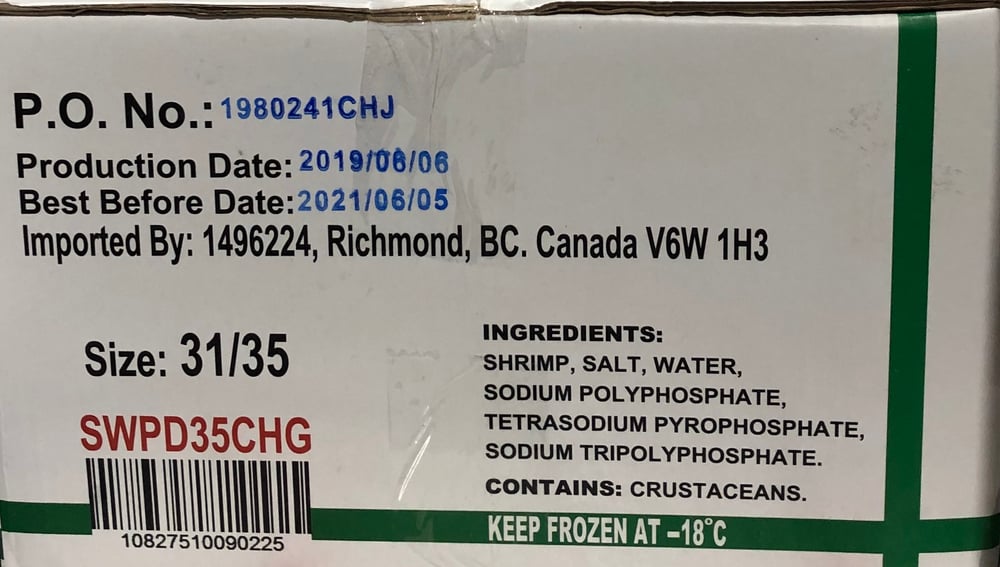 P.O. No.: 1980241CHJ
Production Date: 2019/06/06
Best Before Date: 2021/06/05
Imported By: 1496224, Richmond, BC. Canada V6W 1H3
Size: 31/35
SWPD35CHG
10827510090225
INGREDIENTS:
SHRIMP, SALT, WATER,
SODIUM POLYPHOSPHATE,
TETRASODIUM PYROPHOSPHATE,
SODIUM TRIPOLYPHOSPHATE.
CONTAINS: CRUSTACEANS.
KEEP FROZEN AT –18°C